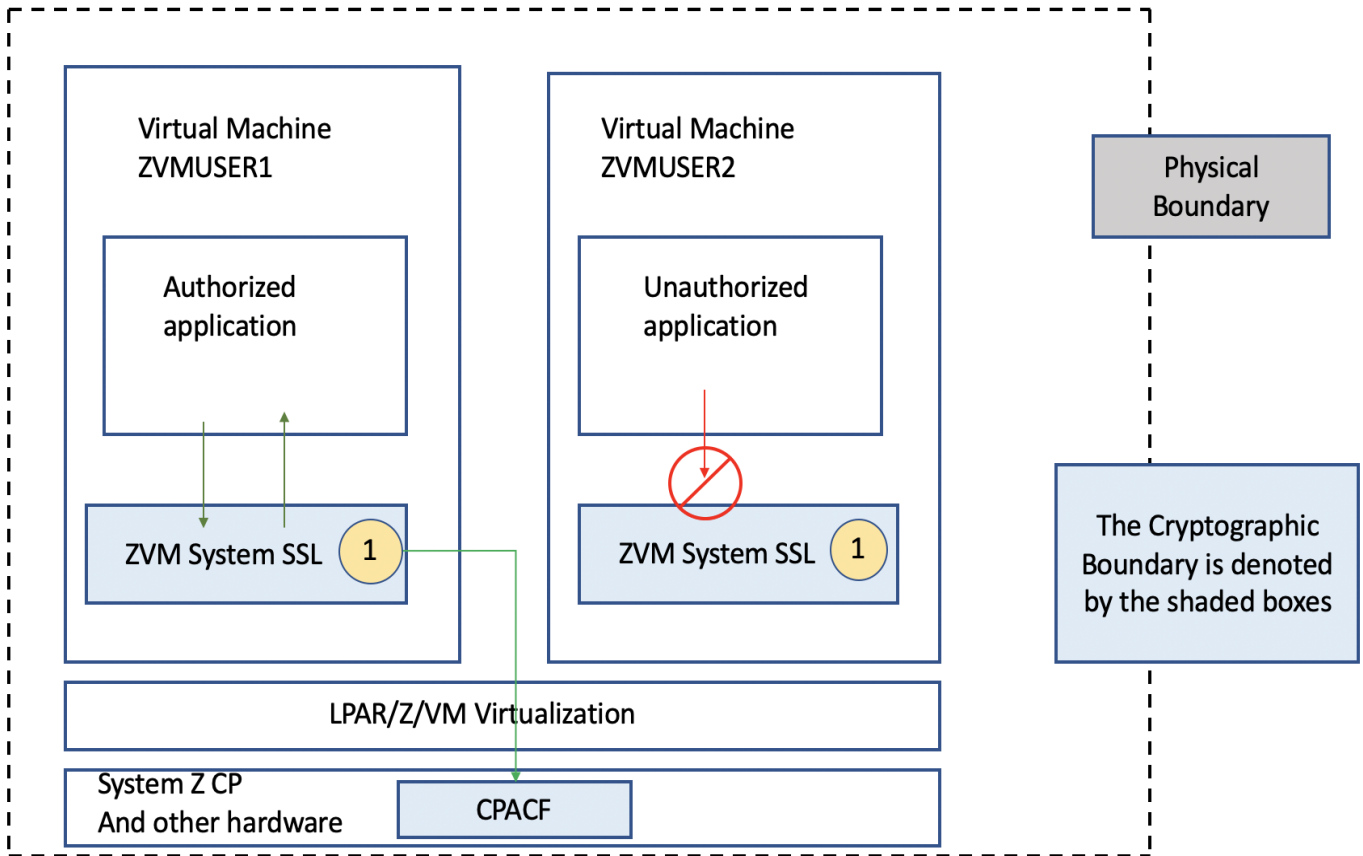 Virtual Machine
ZVMUSER1
Virtual Machine
ZVMUSER2
Physical
Boundary
Authorized
application
Unauthorized
application
ZVM System SSL
1
ZVM System SSL
1
The Cryptographic
Boundary is denoted
by the shaded boxes
LPAR/Z/VM Virtualization
System Z CP
And other hardware
CPACF